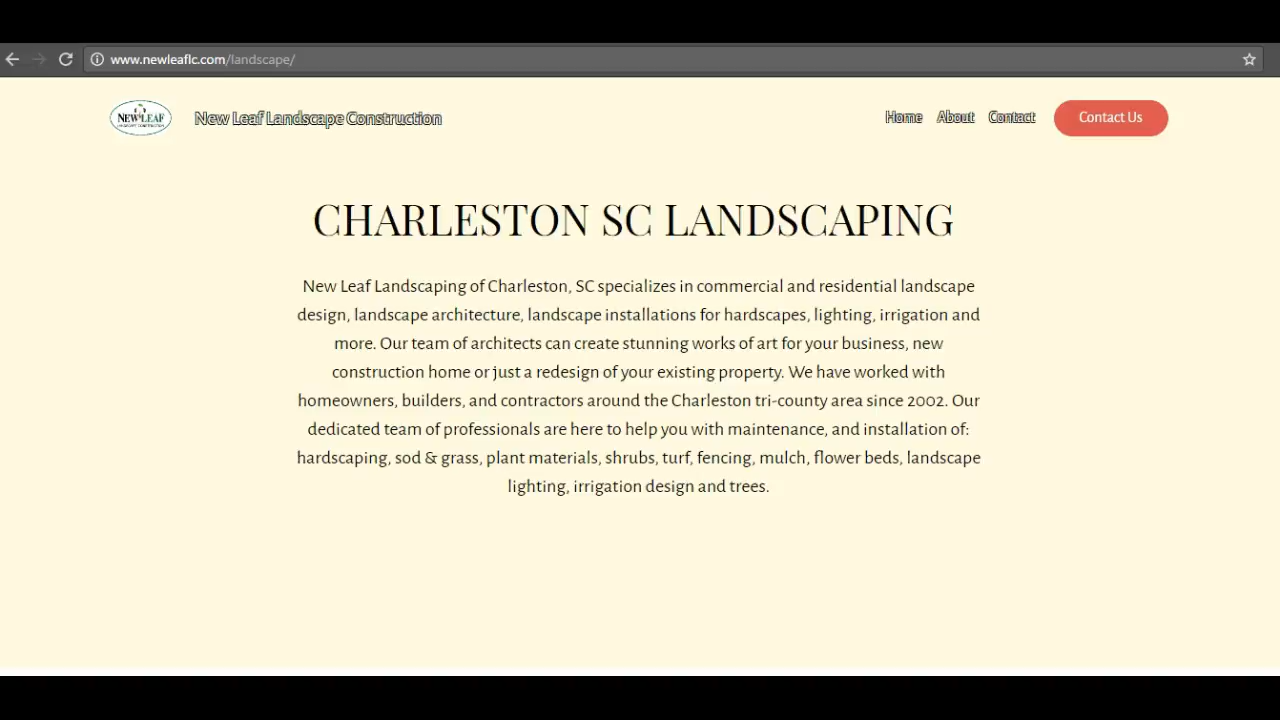 www.newleaflc.com/landscape/
NEW LEAF
LANDSCAPE CONSTRUCTION
New Leaf Landscape Construction
Home About Contact Contact Us
CHARLESTON SC LANDSCAPING
New Leaf Landscaping of Charleston, SC specializes in commercial and residential landscape
design, landscape architecture, landscape installations for hardscapes, lighting, irrigation and
more. Our team of architects can create stunning works of art for your business, new
construction home or just a redesign of your existing property. We have worked with
homeowners, builders, and contractors around the Charleston tri-county area since 2002. Our
dedicated team of professionals are here to help you with maintenance, and installation of:
hardscaping, sod & grass, plant materials, shrubs, turf, fencing, mulch, flower beds, landscape
lighting, irrigation design and trees.